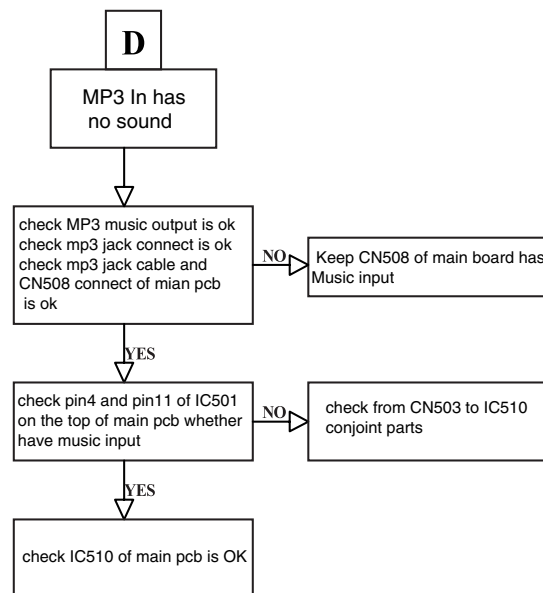 D
MP3 In has
no sound
check MP3 music output is ok
check mp3 jack connect is ok
check mp3 jack cable and
CN508 connect of mian pcb
is ok
NO
Keep CN508 of main board has
Music input
YES
check pin4 and pin11 of IC501
on the top of main pcb whether
have music input
NO
check from CN503 to IC510
conjoint parts
YES
check IC510 of main pcb is OK